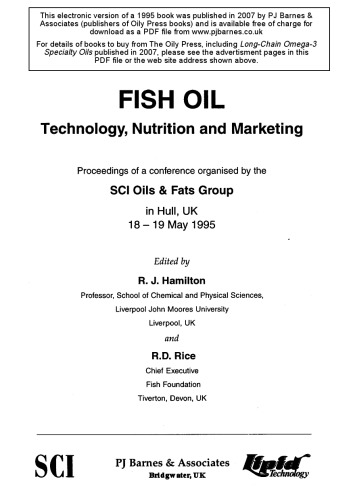 This electronic version of a 1995 book was published in 2007 by PJ Barnes &
Associates (publishers of Oily Press books) and is available free of charge for
download as a PDF file from www.pjbarnes.co.uk
For details of books to buy from The Oily Press, including Long-Chain Omega-3
Specialty Oils published in 2007, please see the advertisment pages in this
PDF file or the web site address shown above.
FISH OIL
Technology, Nutrition and Marketing
Proceedings of a conference organised by the
SCI Oils & Fats Group
in Hull, UK
18 – 19 May 1995
Edited by
R. J. Hamilton
Professor, School of Chemical and Physical Sciences,
Liverpool John Moores University
Liverpool, UK
and
R.D. Rice
Chief Executive
Fish Foundation
Tiverton, Devon, UK
SCI
PJ Barnes & Associates
Bridgwater, UK
Lipid
Technology